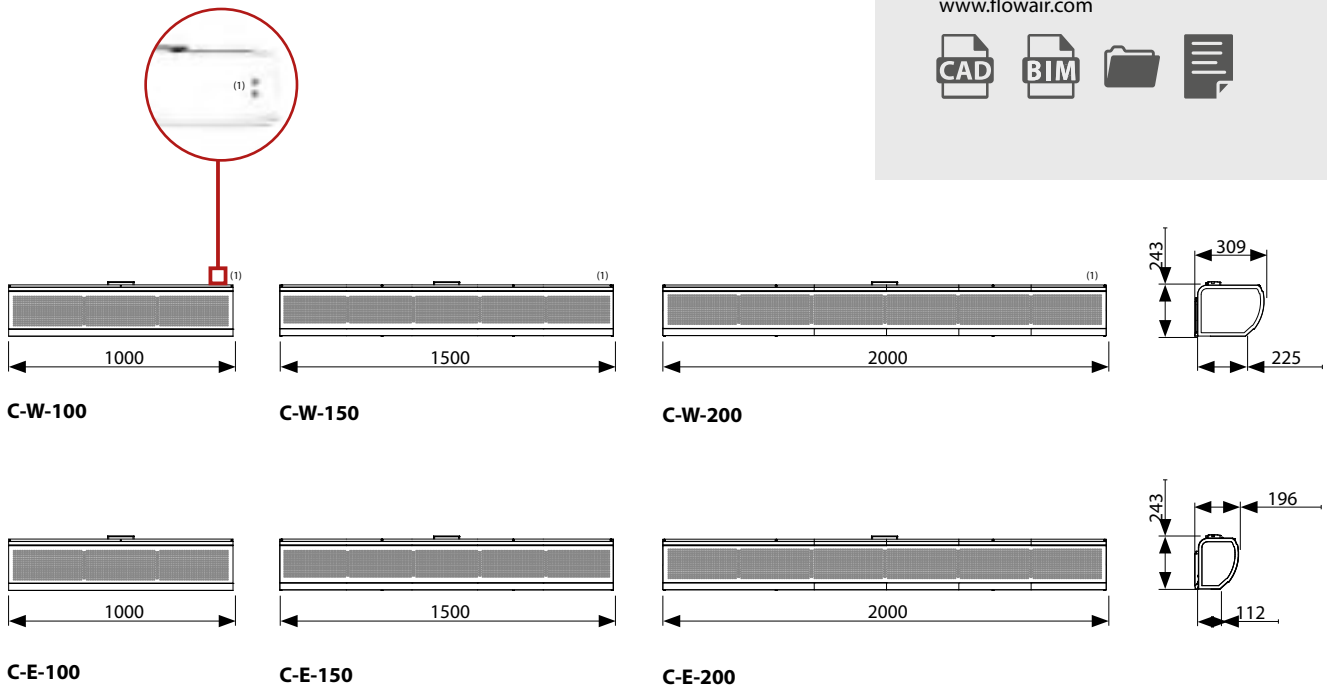 www.flowair.com
CAD BIM
(1)
(1) (1) (1)
243 309
1000 1500 2000 225
C-W-100 C-W-150 C-W-200
243 196
1000 1500 2000 112
C-E-100 C-E-150 C-E-200